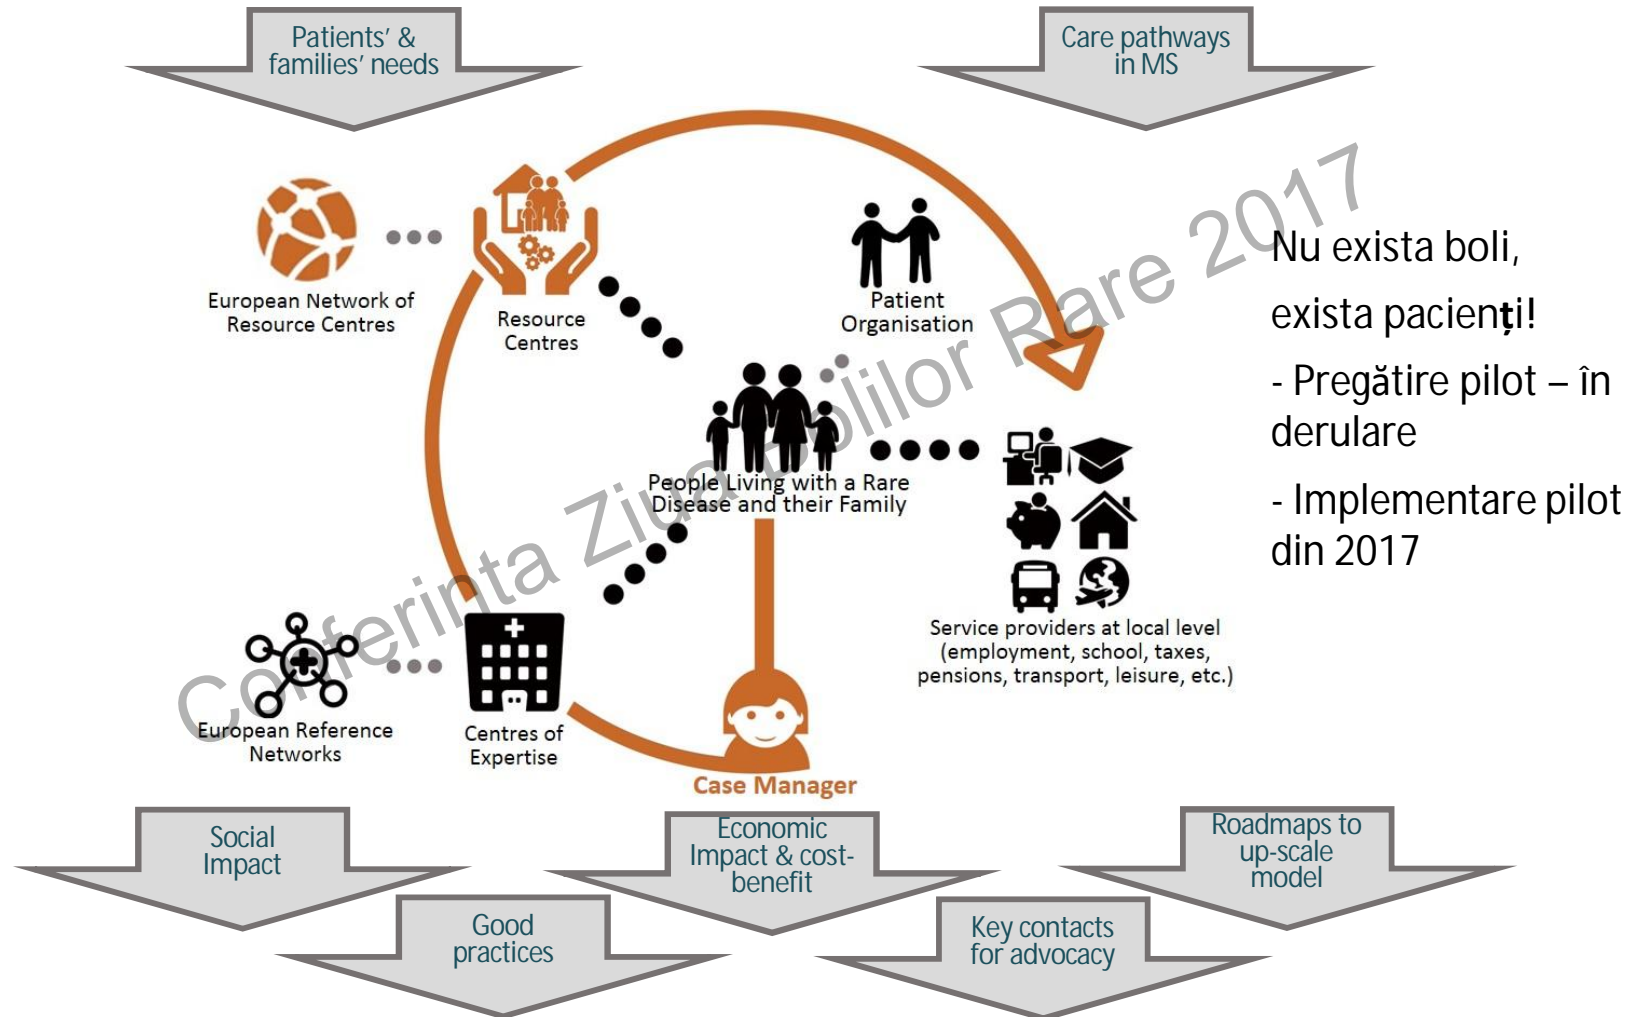 Patients' &
families' needs
Care pathways
in MS
European Network of
Resource Centres
Resource
Centres
Patient
Organisation
Nu exista boli,
exista pacienți!
- Pregătire pilot – în
derulare
- Implementare pilot
din 2017
People Living with a Rare
Disease and their Family
Service providers at local level
(employment, school, taxes,
pensions, transport, leisure, etc.)
European Reference
Networks
Centres of
Expertise
Case Manager
Social
Impact
Economic
Impact & cost-
benefit
Roadmaps to
up-scale
model
Good
practices
Key contacts
for advocacy
Conferinta Ziua Bolilor Rare 2017